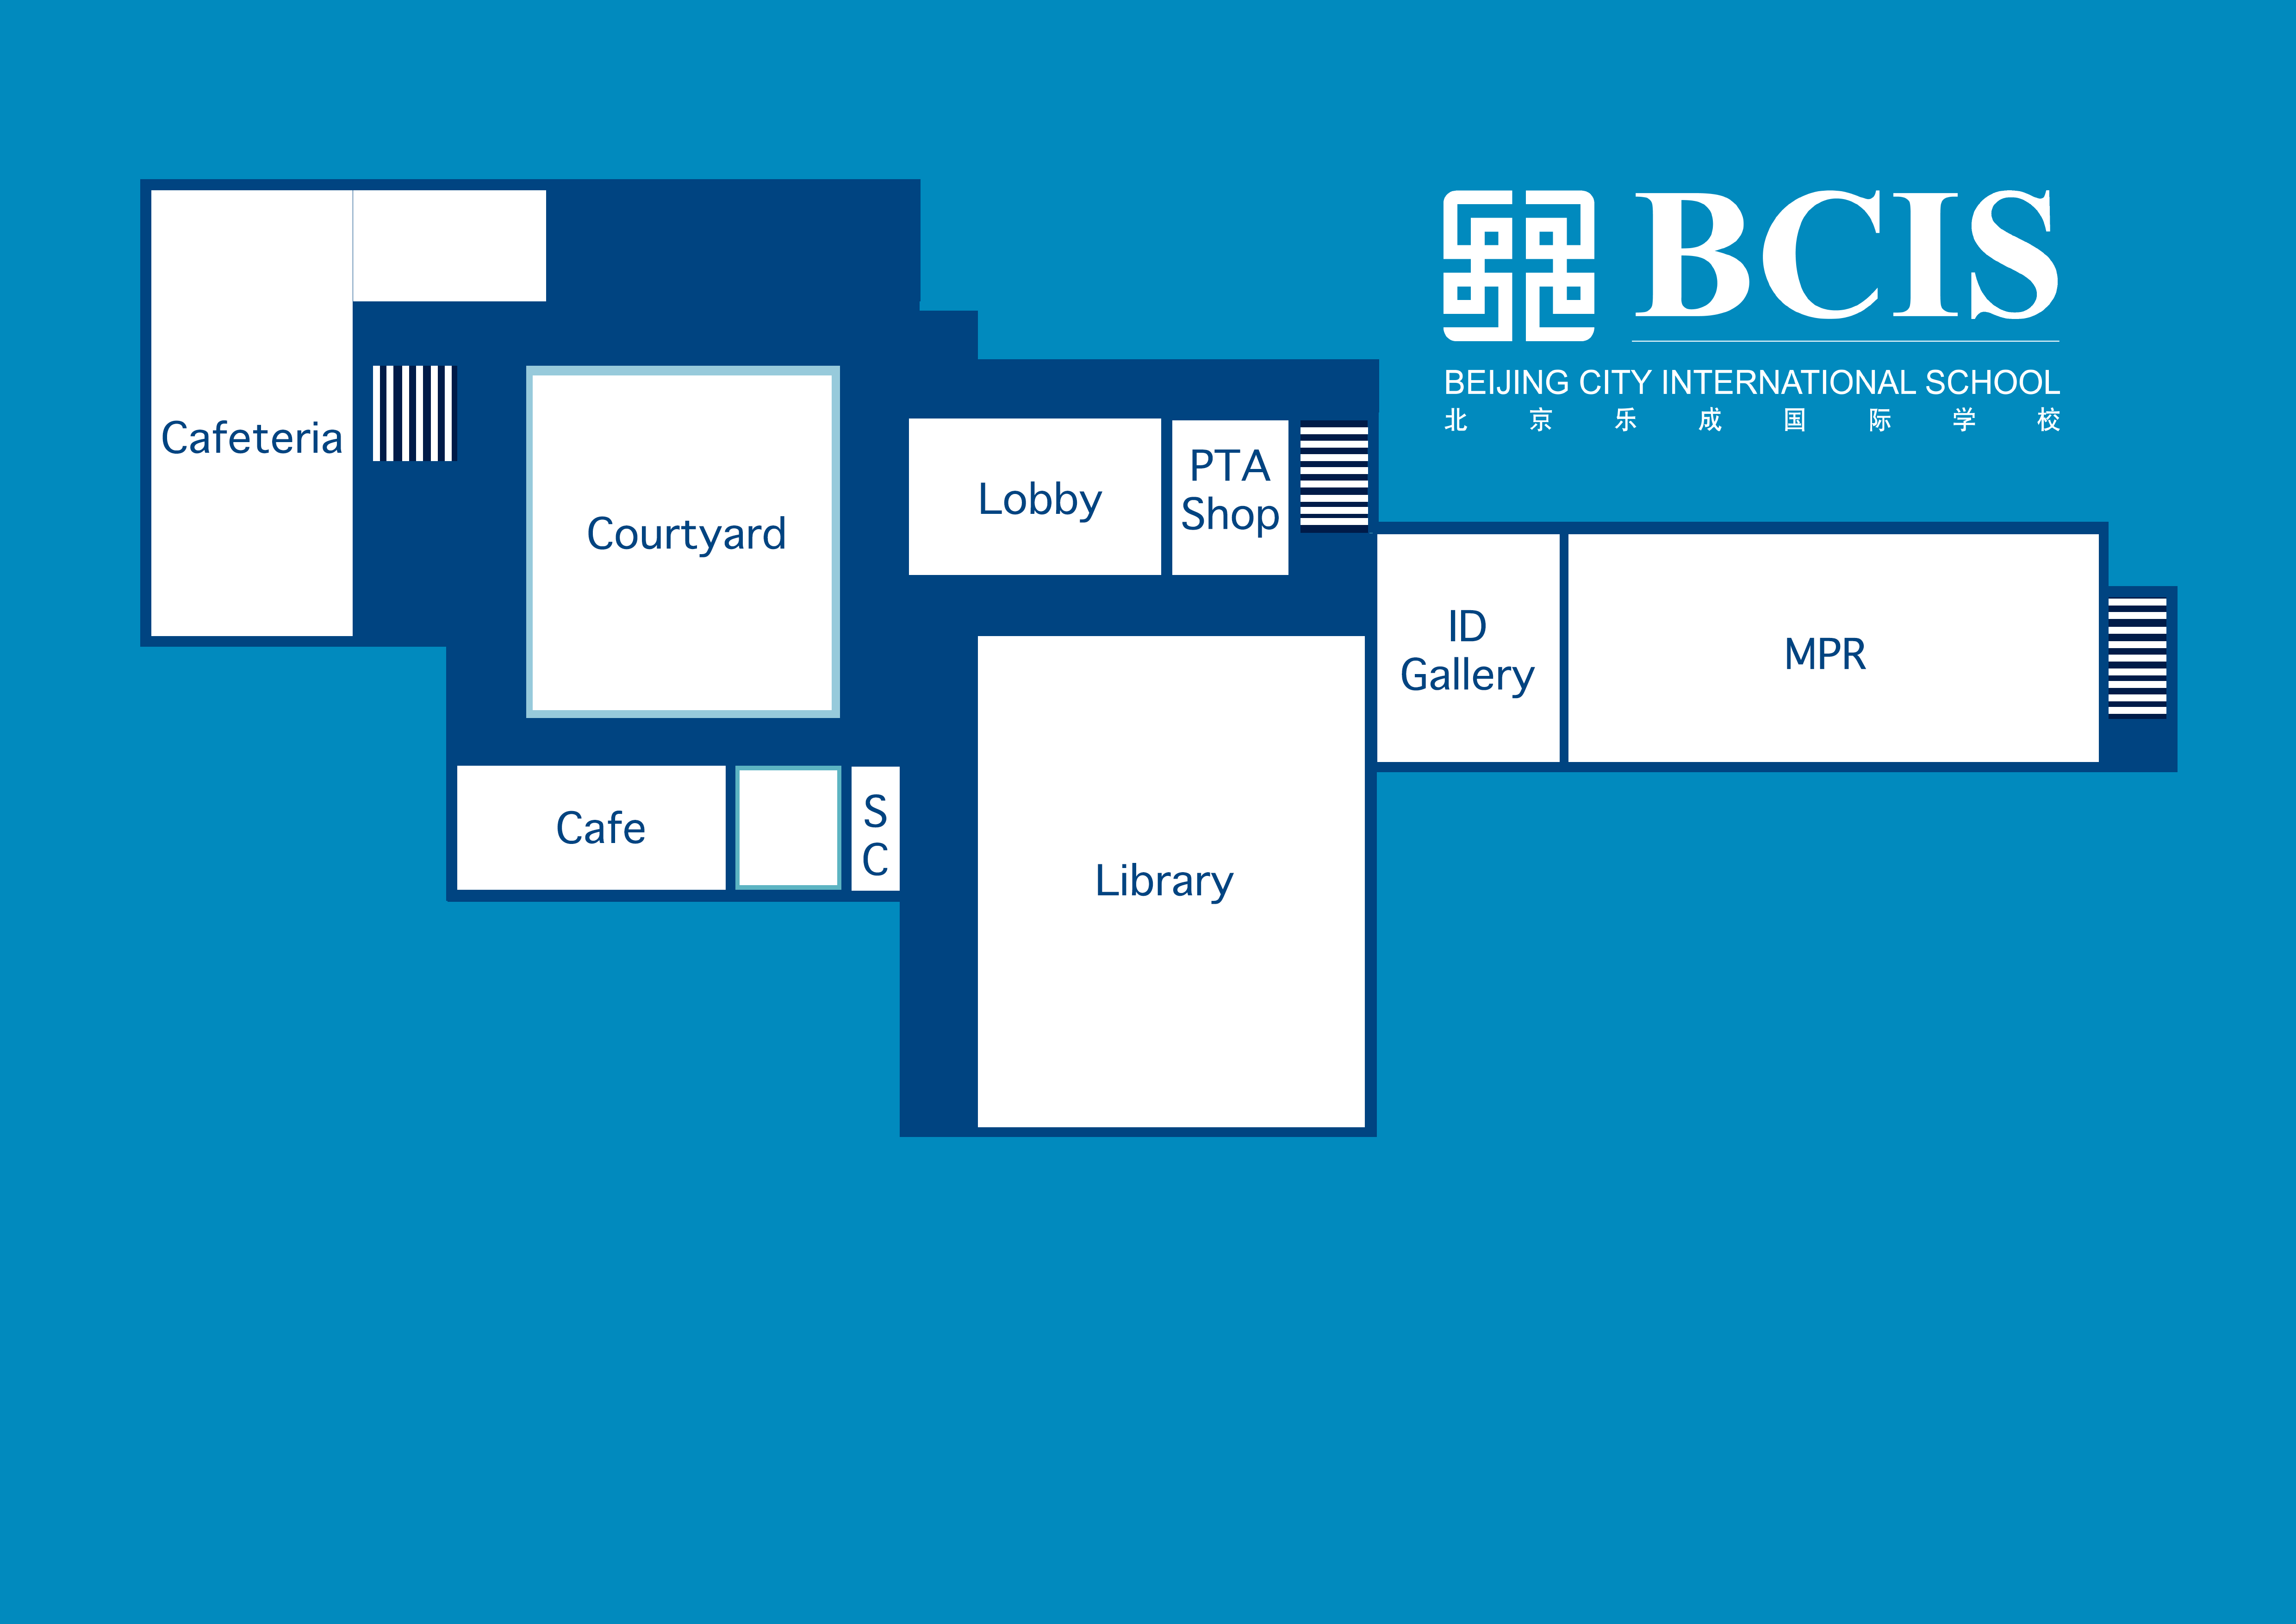 BCIS
BEIJING CITY INTERNATIONAL SCHOOL
北京乐成国际学校
Cafeteria
Courtyard
Lobby
PTA
Shop
ID
Gallery
MPR
Cafe
S
C
Library